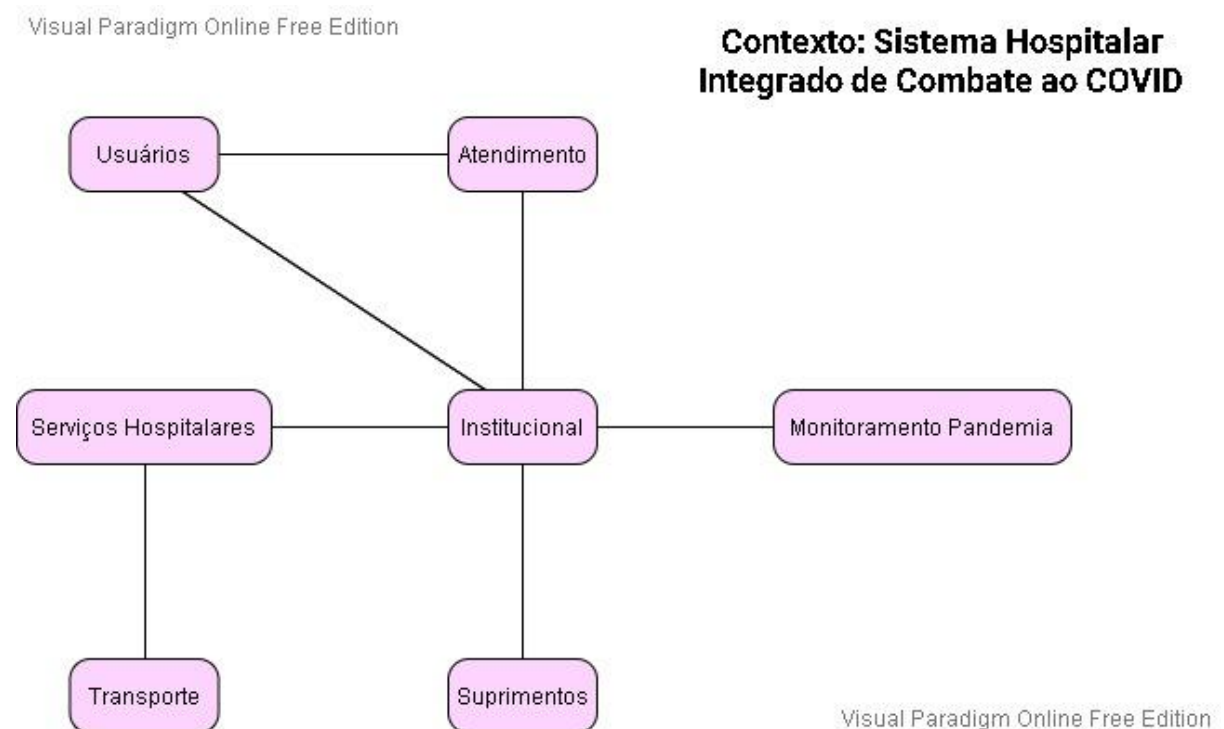 Visual Paradigm Online Free Edition
Contexto: Sistema Hospitalar
Integrado de Combate ao COVID
Usuários
Atendimento
Serviços Hospitalares
Institucional
Monitoramento Pandemia
Transporte
Suprimentos
Visual Paradigm Online Free Edition